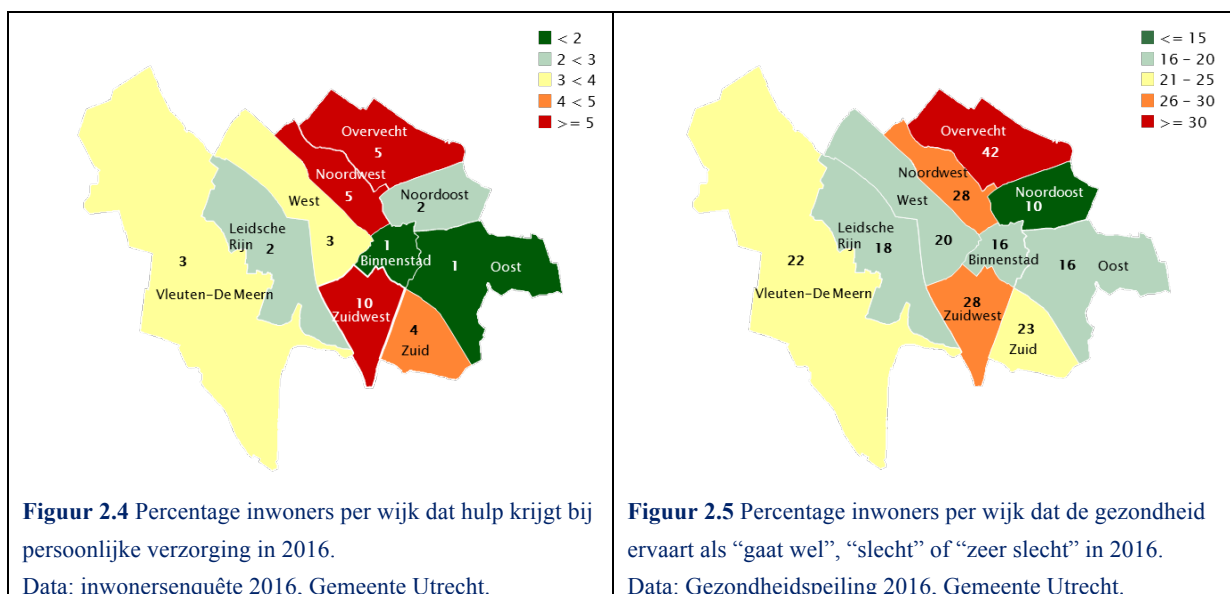 < 2
2 < 3
3 < 4
4 < 5
>= 5
Overvecht
5
Noordwest
5
Noordoost
2
West
3
Leidsche
Rijn
2
1
Binnenstad
1
Oost
3
Vleuten-De Meern
10
Zuidwest
4
Zuid
Figuur 2.4 Percentage inwoners per wijk dat hulp krijgt bij
persoonlijke verzorging in 2016.
Data: inwonersenquête 2016, Gemeente Utrecht.
<= 15
16 - 20
21 - 25
26 - 30
>= 30
Overvecht
42
Noordwest
28
Noordoost
10
West
20
Leidsche
Rijn
18
16
Binnenstad
16
Oost
22
Vleuten-De Meern
28
Zuidwest
23
Zuid
Figuur 2.5 Percentage inwoners per wijk dat de gezondheid
ervaart als “gaat wel”, “slecht” of “zeer slecht” in 2016.
Data: Gezondheidspeiling 2016, Gemeente Utrecht.